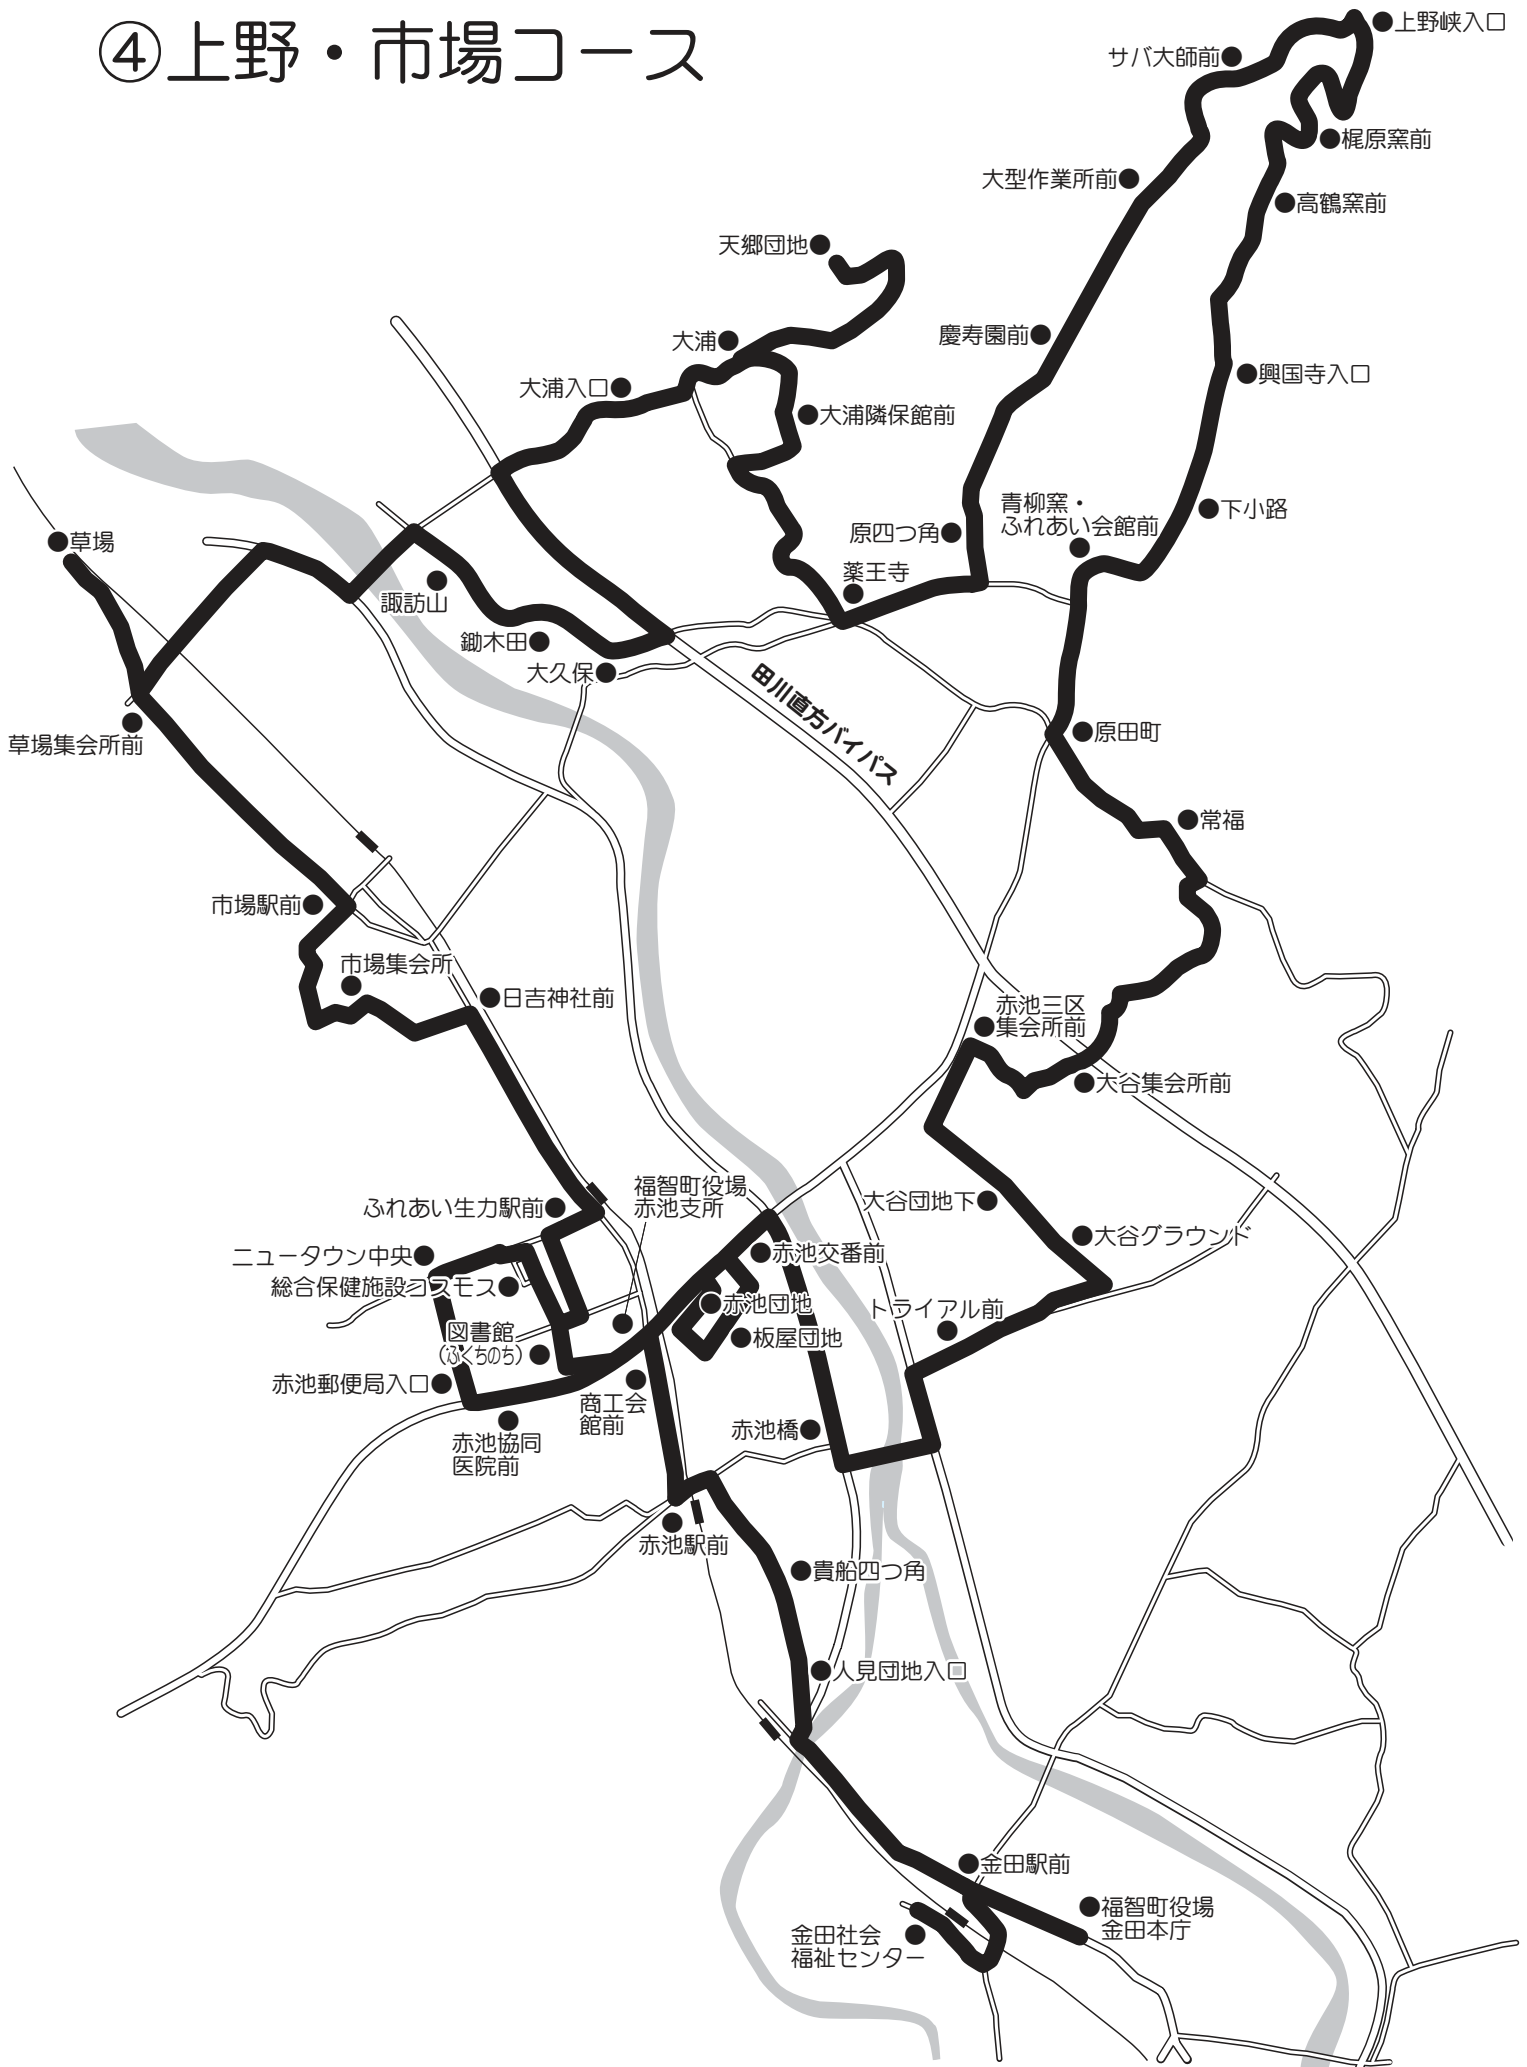 ④上野・市場コース
上野峡入口
サバ大師前
梶原窯前
大型作業所前
高鶴窯前
天郷団地
慶寿園前
大浦
興国寺入口
大浦入口
大浦隣保館前
青柳窯・
ふれあい会館前
下小路
原四つ角
草場
薬王寺
諏訪山
鋤木田
大久保
田川直方バイパス
草場集会所前
原田町
常福
市場駅前
市場集会所
日吉神社前
赤池三区
集会所前
大谷集会所前
福智町役場
赤池支所
ふれあい生力駅前
大谷団地下
大谷グラウンド
ニュータウン中央
赤池交番前
総合保健施設コスモス
赤池団地
トライアル前
図書館
(ふくちのち)
板屋団地
赤池郵便局入口
商工会
館前
赤池橋
赤池協同
医院前
赤池駅前
貴船四つ角
人見団地入口
金田駅前
福智町役場
金田本庁
金田社会
福祉センター